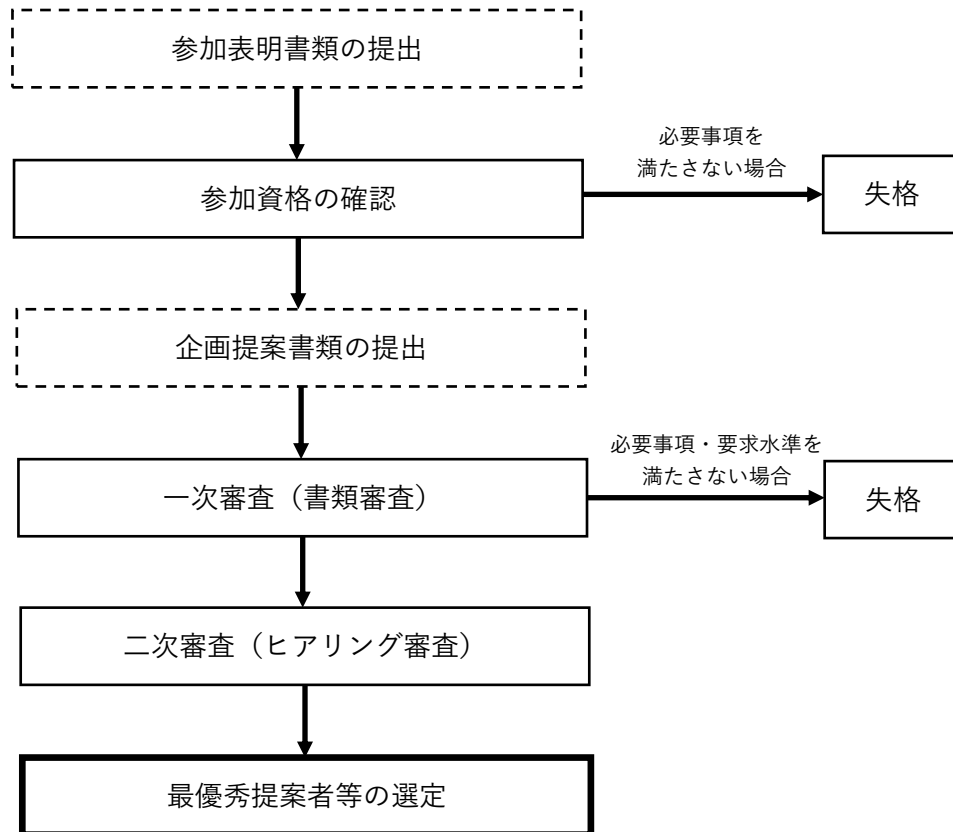 参加表明書類の提出
必要事項を
満たさない場合
参加資格の確認
失格
企画提案書類の提出
必要事項・要求水準を
満たさない場合
一次審査（書類審査）
失格
二次審査（ヒアリング審査）
最優秀提案者等の選定